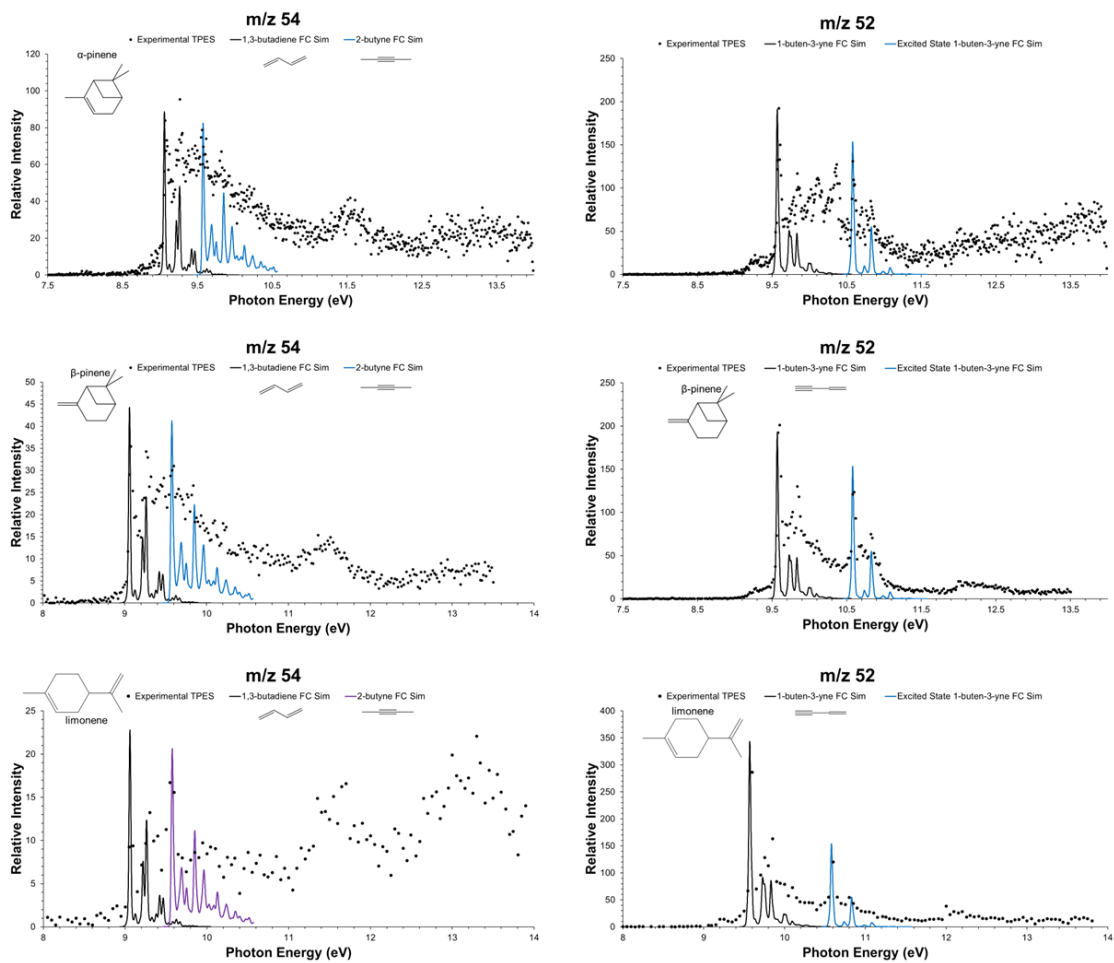 m/z 54
• Experimental TPES —1,3-butadiene FC Sim —2-butyne FC Sim
α-pinene
120
100
80
60
40
20
0
Relative Intensity
7.5 8.5 9.5 10.5 11.5 12.5 13.5
Photon Energy (eV)
m/z 52
• Experimental TPES —1-buten-3-yne FC Sim —Excited State 1-buten-3-yne FC Sim
250
200
150
100
50
0
Relative Intensity
7.5 8.5 9.5 10.5 11.5 12.5 13.5
Photon Energy (eV)
m/z 54
β-pinene
• Experimental TPES —1,3-butadiene FC Sim —2-butyne FC Sim
50
45
40
35
30
25
20
15
10
5
0
Relative Intensity
8 9 10 11 12 13 14
Photon Energy (eV)
m/z 52
• Experimental TPES —1-buten-3-yne FC Sim —Excited State 1-buten-3-yne FC Sim
β-pinene
250
200
150
100
50
0
Relative Intensity
7.5 8.5 9.5 10.5 11.5 12.5 13.5
Photon Energy (eV)
m/z 54
• Experimental TPES —1,3-butadiene FC Sim —2-butyne FC Sim
limonene
25
20
15
10
5
0
Relative Intensity
8 9 10 11 12 13 14
Photon Energy (eV)
m/z 52
• Experimental TPES —1-buten-3-yne FC Sim —Excited State 1-buten-3-yne FC Sim
limonene
400
350
300
250
200
150
100
50
0
Relative Intensity
8 9 10 11 12 13 14
Photon Energy (eV)